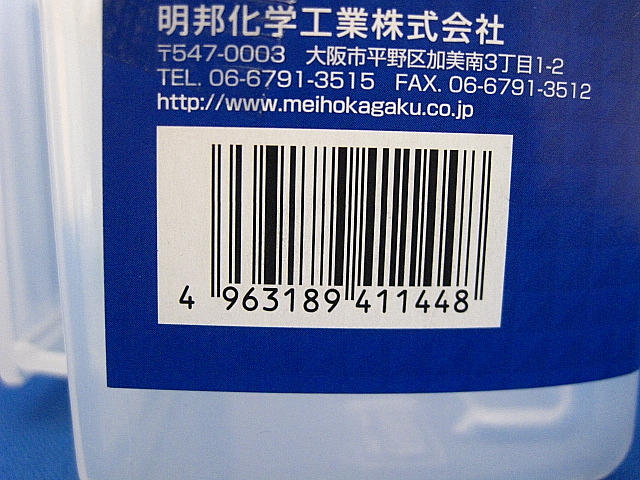 明邦化学工業株式会社
〒547-0003 大阪市平野区加美南3丁目1-2
TEL. 06-6791-3515 FAX. 06-6791-3512
http://www.meihokagaku.co.jp
4 963189 411448